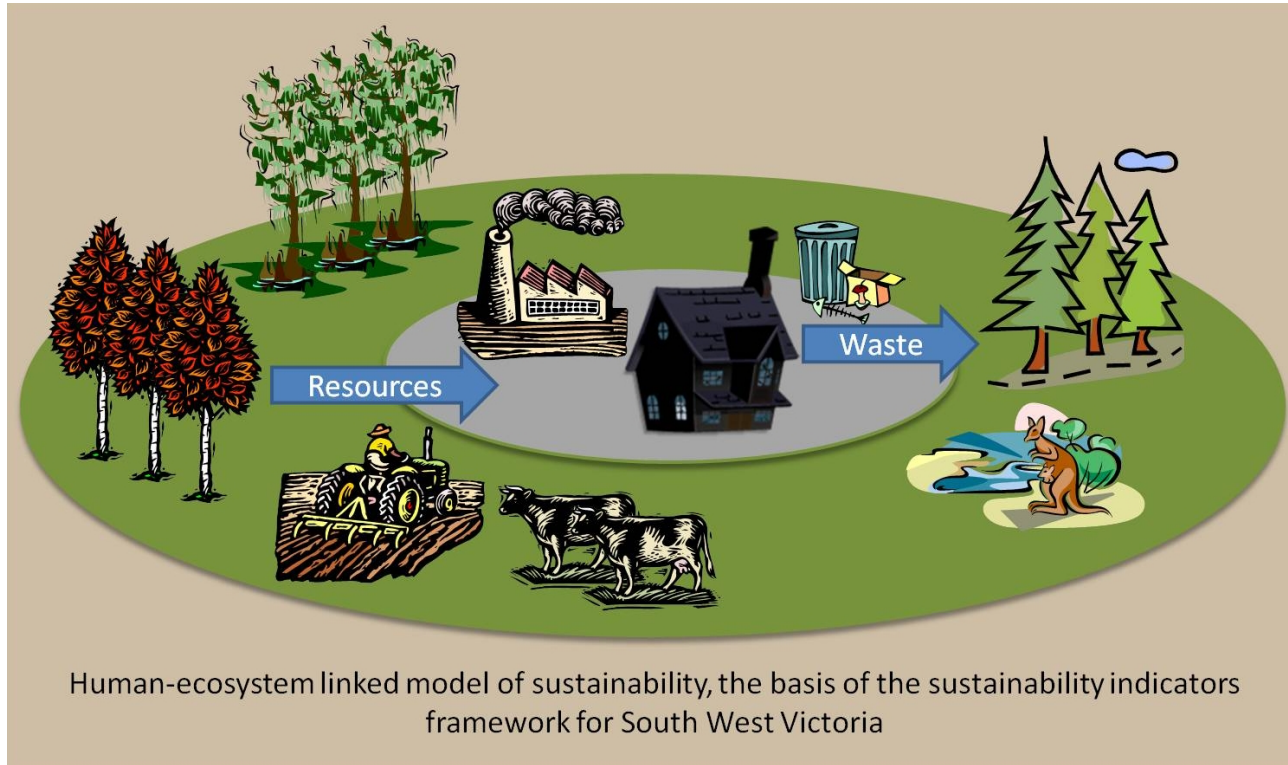 Resources
Waste
Human-ecosystem linked model of sustainability, the basis of the sustainability indicators
framework for South West Victoria